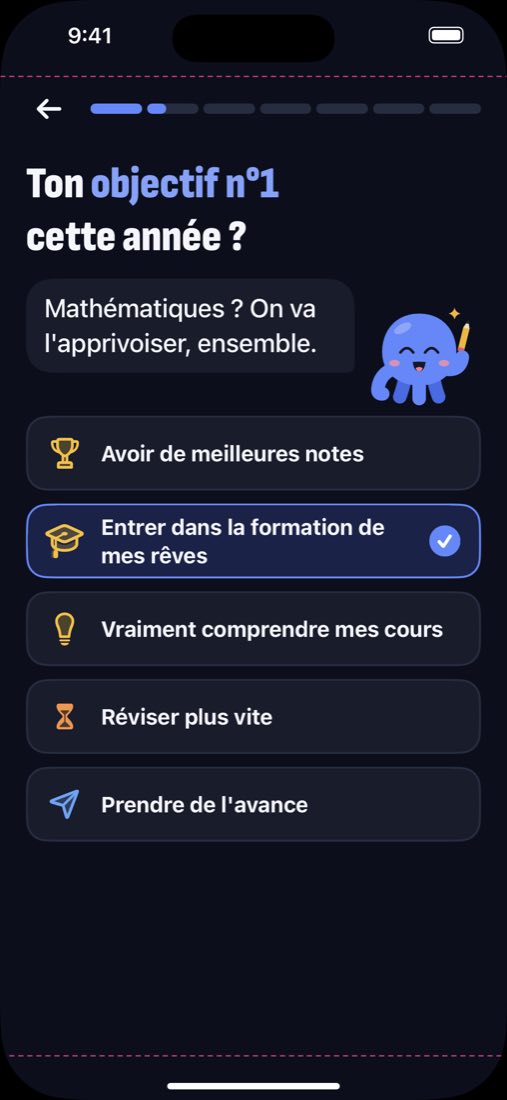 9:41
Ton objectif n°1
cette année ?
Mathématiques ? On va
l'apprivoiser, ensemble.
Avoir de meilleures notes
Entrer dans la formation de
mes rêves
Vraiment comprendre mes cours
Réviser plus vite
Prendre de l'avance